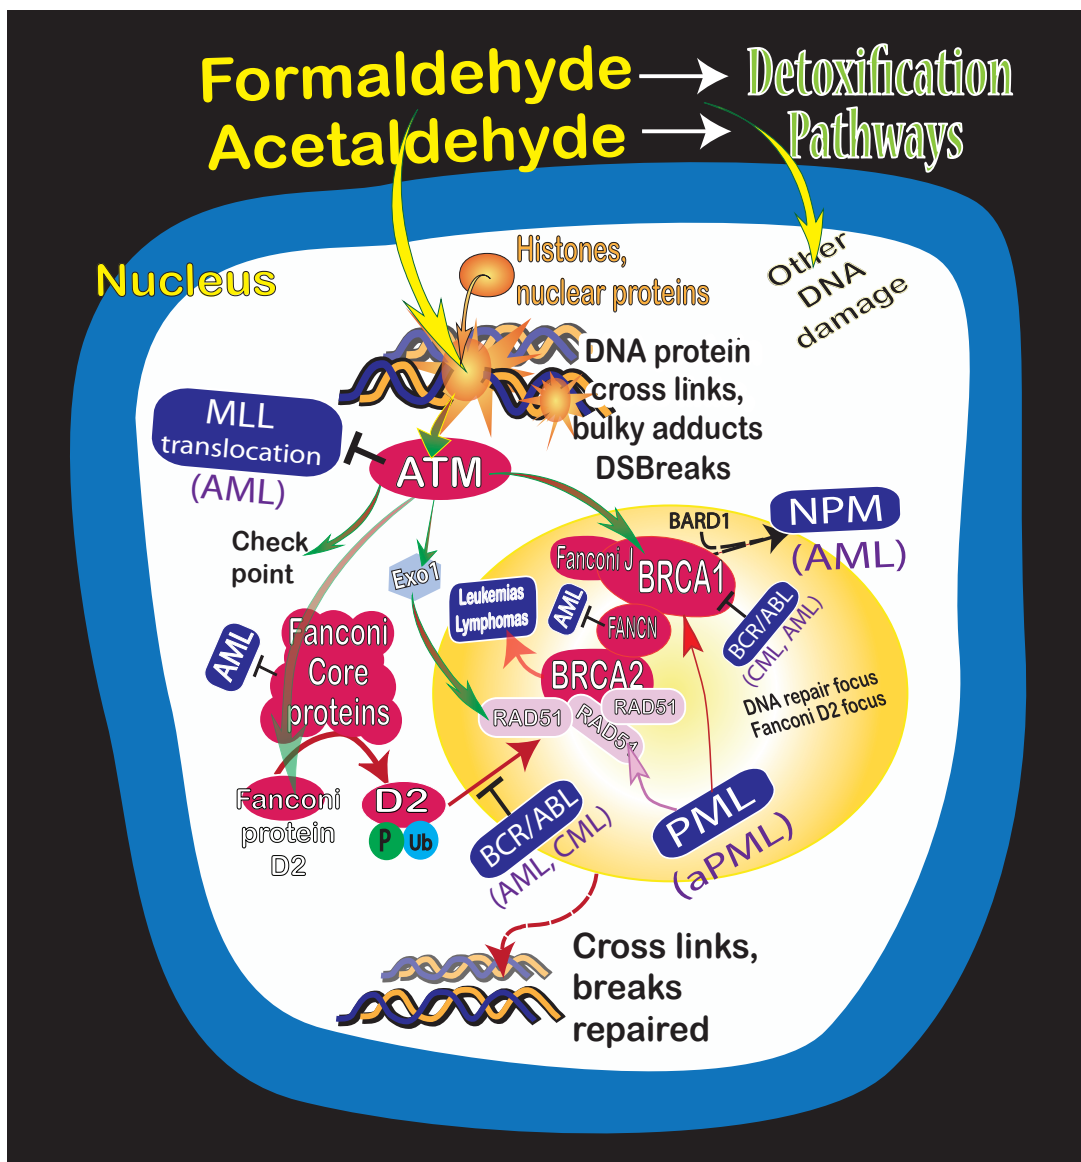 Formaldehyde
Acetaldehyde
Detoxification
Pathways
Nucleus
Histones,
nuclear proteins
Other
DNA
damage
DNA protein
cross links,
bulky adducts
DSBreaks
MLL
translocation
(AML)
ATM
Check
point
Exo1
BARD1
NPM
(AML)
Fanconi J
BRCA1
Leukemias
Lymphomas
AML
FANCN
BCR/ABL
(CML, AML)
AML
Fanconi
Core
proteins
BRCA2
RAD51
RAD51
RAD51
DNA repair focus
Fanconi D2 focus
Fanconi
protein
D2
D2
P
Ub
BCR/ABL
(AML, CML)
PML
(aPML)
Cross links,
breaks
repaired